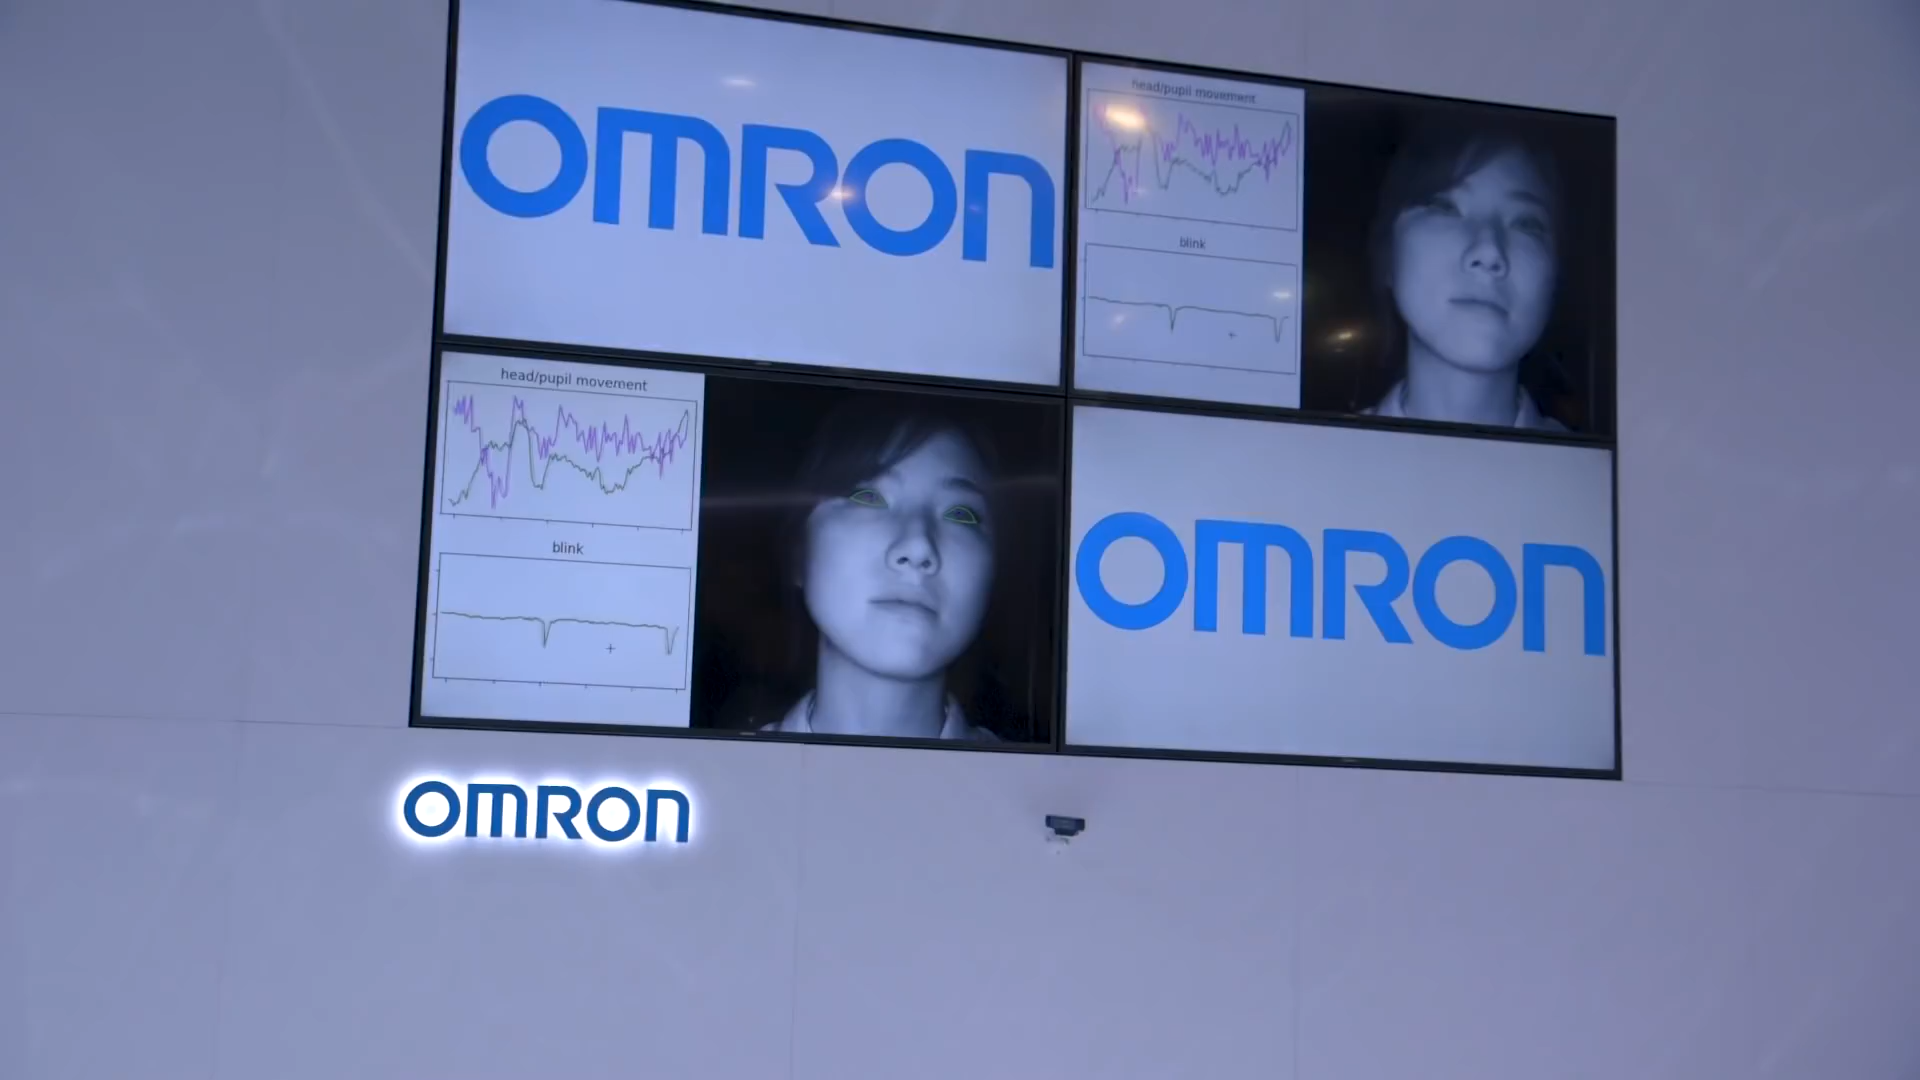 OMRON
head/pupil movement
blink
head/pupil movement
blink
OMRON
OMRON